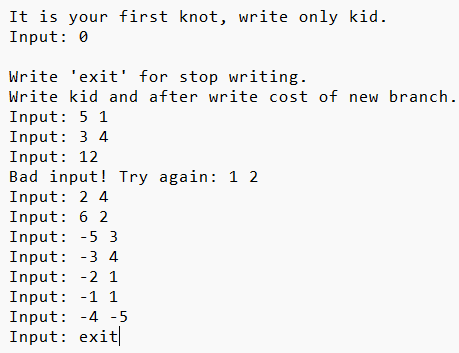 It is your first knot, write only kid.
Input: 0
Write 'exit' for stop writing.
Write kid and after write cost of new branch.
Input: 5 1
Input: 3 4
Input: 12
Bad input! Try again: 1 2
Input: 2 4
Input: 6 2
Input: -5 3
Input: -3 4
Input: -2 1
Input: -1 1
Input: -4 -5
Input: exit